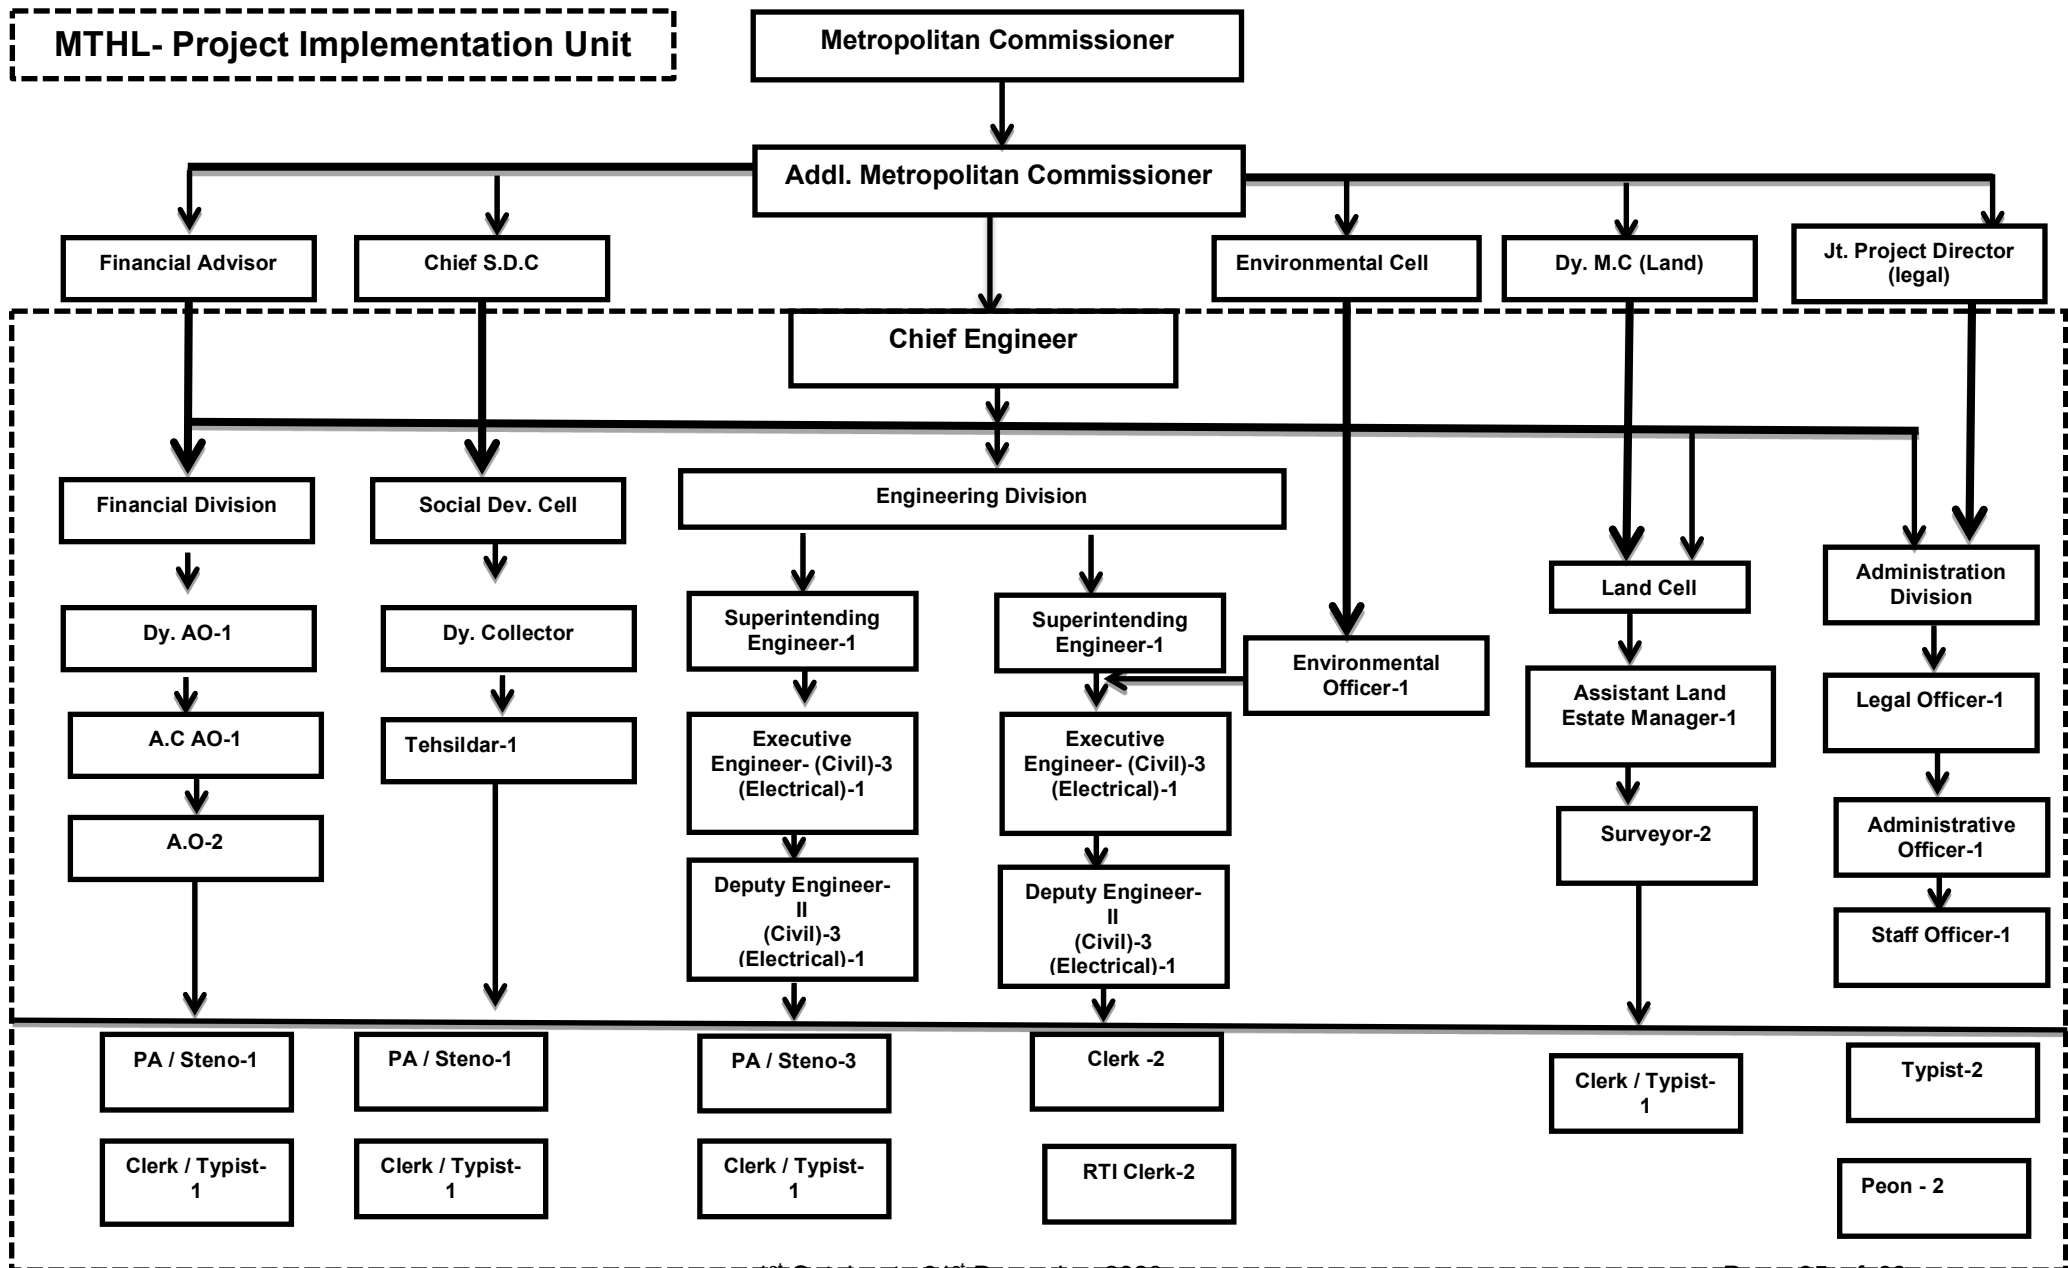 MTHL- Project Implementation Unit
Metropolitan Commissioner
Addl. Metropolitan Commissioner
Financial Advisor
Chief S.D.C
Environmental Cell
Dy. M.C (Land)
Jt. Project Director
(legal)
Chief Engineer
Financial Division
Social Dev. Cell
Engineering Division
Land Cell
Administration
Division
Dy. AO-1
Dy. Collector
Superintending
Engineer-1
Superintending
Engineer-1
Environmental
Officer-1
Assistant Land
Estate Manager-1
Legal Officer-1
A.C AO-1
Tehsildar-1
Executive
Engineer- (Civil)-3
(Electrical)-1
Executive
Engineer- (Civil)-3
(Electrical)-1
Surveyor-2
Administrative
Officer-1
A.O-2
Deputy Engineer-
II
(Civil)-3
(Electrical)-1
Deputy Engineer-
II
(Civil)-3
(Electrical)-1
Staff Officer-1
PA / Steno-1
PA / Steno-1
PA / Steno-3
Clerk -2
Clerk / Typist-
1
Typist-2
Clerk / Typist-
1
Clerk / Typist-
1
Clerk / Typist-
1
RTI Clerk-2
Peon - 2